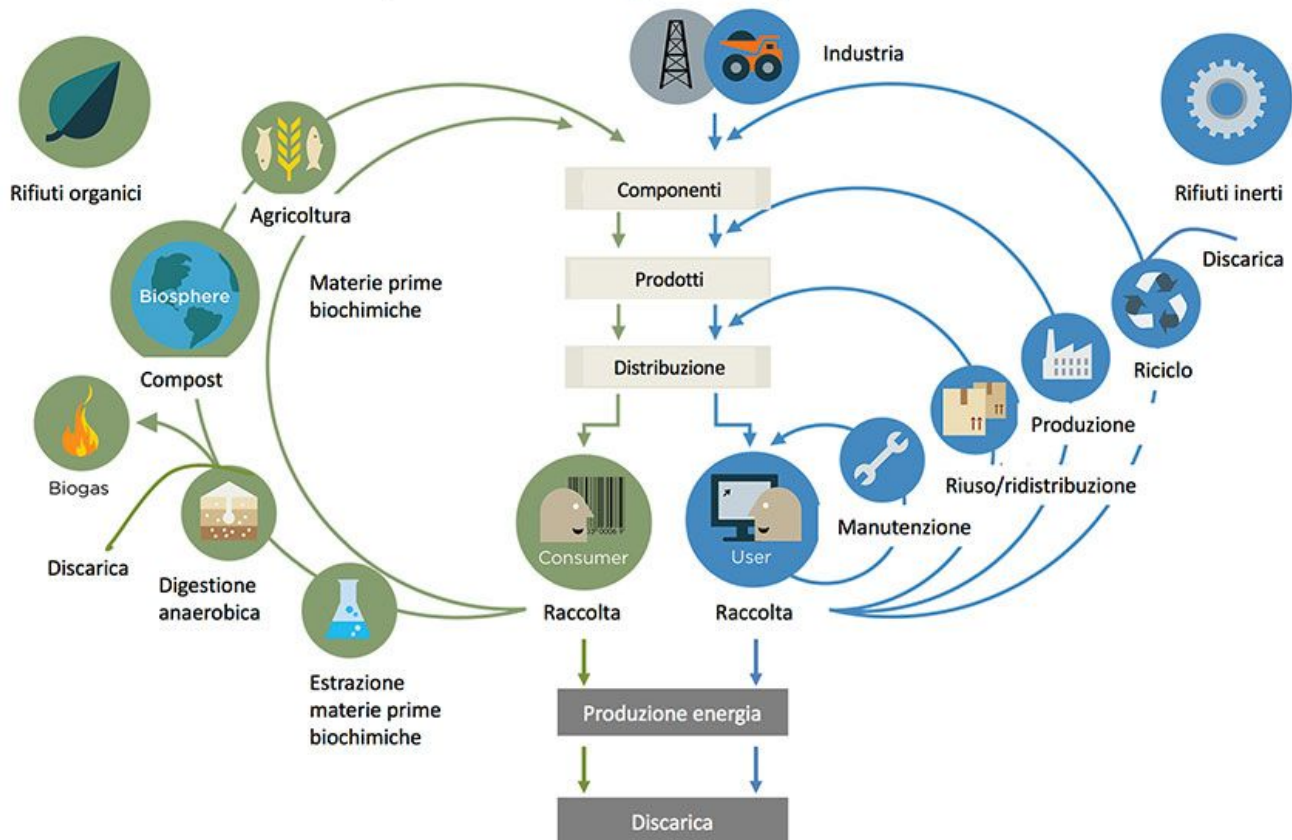 Industria
Rifiuti organici
Agricoltura
Componenti
Rifiuti inerti
Discarica
Biosphere
Materie prime
biochimiche
Prodotti
Compost
Distribuzione
Riciclo
Produzione
Biogas
Riuso/ridistribuzione
Manutenzione
Consumer
User
Discarica
Digestione
anaerobica
Raccolta
Raccolta
Estrazione
materie prime
biochimiche
Produzione energia
Discarica